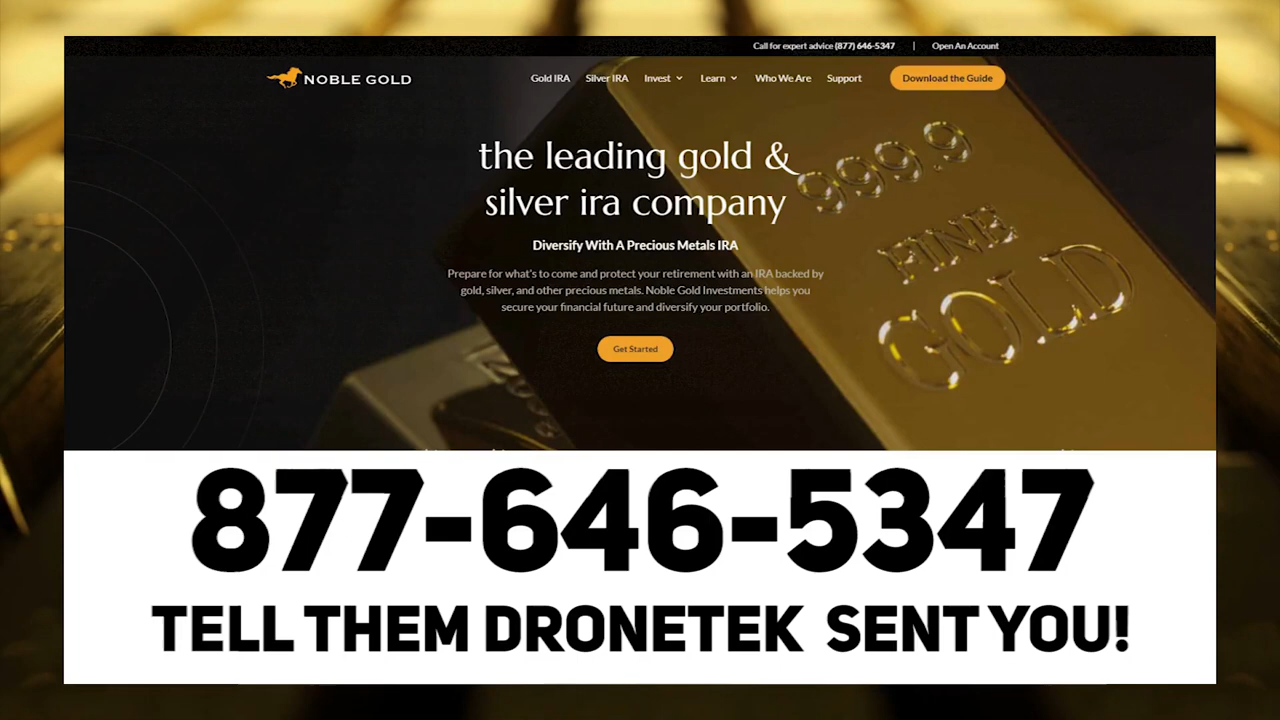 Call for expert advice (877) 646-5347 | Open An Account
NOBLE GOLD
Gold IRA Silver IRA Invest Learn Who We Are Support Download the Guide
the leading gold &
silver ira company
Diversify With A Precious Metals IRA
Prepare for what's to come and protect your retirement with an IRA backed by
gold, silver, and other precious metals. Noble Gold Investments helps you
secure your financial future and diversify your portfolio.
Get Started
999.9
FINE
GOLD
877-646-5347
TELL THEM DRONETEK SENT YOU!